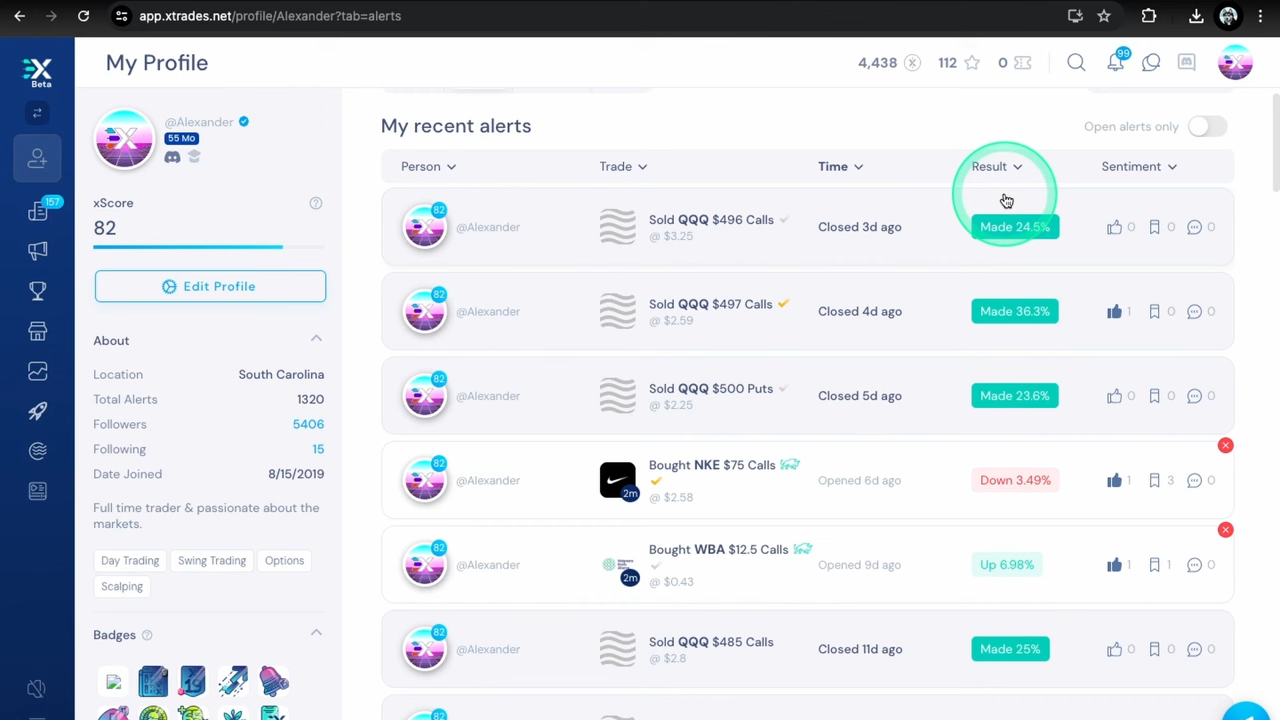 app.xtrades.net/profile/Alexander?tab=alerts
X
Beta
My Profile
4,438
112
0
99
@Alexander
55 Mo
xScore
82
Edit Profile
About
Location South Carolina
Total Alerts 1320
Followers 5406
Following 15
Date Joined 8/15/2019
Full time trader & passionate about the
markets.
Day Trading Swing Trading Options
Scalping
Badges
157
My recent alerts
Open alerts only
Person Trade Time Result Sentiment
82 @Alexander Sold QQQ $496 Calls Closed 3d ago Made 24.5% 0 0 0
@ $3.25
82 @Alexander Sold QQQ $497 Calls Closed 4d ago Made 36.3% 1 0 0
@ $2.59
82 @Alexander Sold QQQ $500 Puts Closed 5d ago Made 23.6% 0 0 0
@ $2.25
82 @Alexander 2m Bought NKE $75 Calls Opened 6d ago Down 3.49% 1 3 0
@ $2.58
82 @Alexander 2m Bought WBA $12.5 Calls Opened 9d ago Up 6.98% 1 1 0
@ $0.43
82 @Alexander Sold QQQ $485 Calls Closed 11d ago Made 25% 0 0 0
@ $2.8